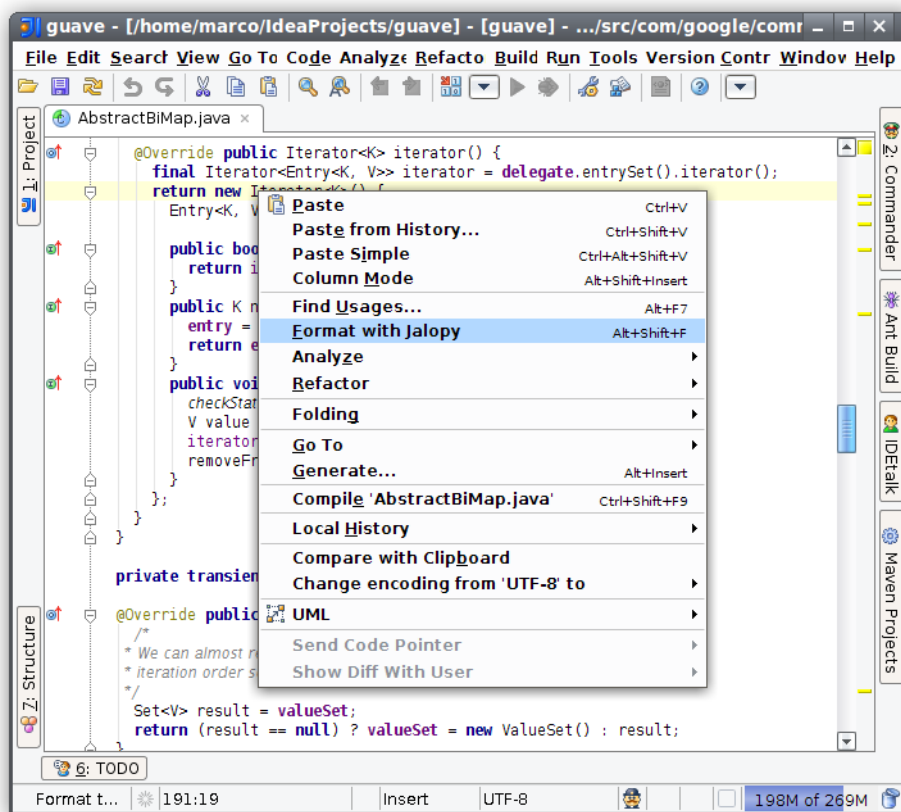 guave - [/home/marco/IdeaProjects/guave] - [guave] - .../src/com/google/comm
File Edit Search View Go To Code Analyze Refacto Build Run Tools Version Contr Window Help
1: Project
AbstractBiMap.java
@Override public Iterator<K> iterator() {
final Iterator<Entry<K, V>> iterator = delegate.entrySet().iterator();
return new Iterator<K>() {
Entry<K, V
public boo
return i
}
public K n
entry =
return e
}
public voi
checkStat
V value
iterator
removeFr
}
};
}
}
private transien
@Override public
/*
* We can almost r
* iteration order s
*/
Set<V> result = valueSet;
return (result == null) ? valueSet = new ValueSet() : result;
}
Paste Ctrl+V
Paste from History... Ctrl+Shift+V
Paste Simple Ctrl+Alt+Shift+V
Column Mode Alt+Shift+Insert
Find Usages... Alt+F7
Format with Jalopy Alt+Shift+F
Analyze
Refactor
Folding
Go To
Generate... Alt+Insert
Compile 'AbstractBiMap.java' Ctrl+Shift+F9
Local History
Compare with Clipboard
Change encoding from 'UTF-8' to
UML
Send Code Pointer
Show Diff With User
2: Commander
Ant Build
IDEtalk
Maven Projects
Z: Structure
6: TODO
Format t... 191:19 Insert UTF-8 198M of 269M